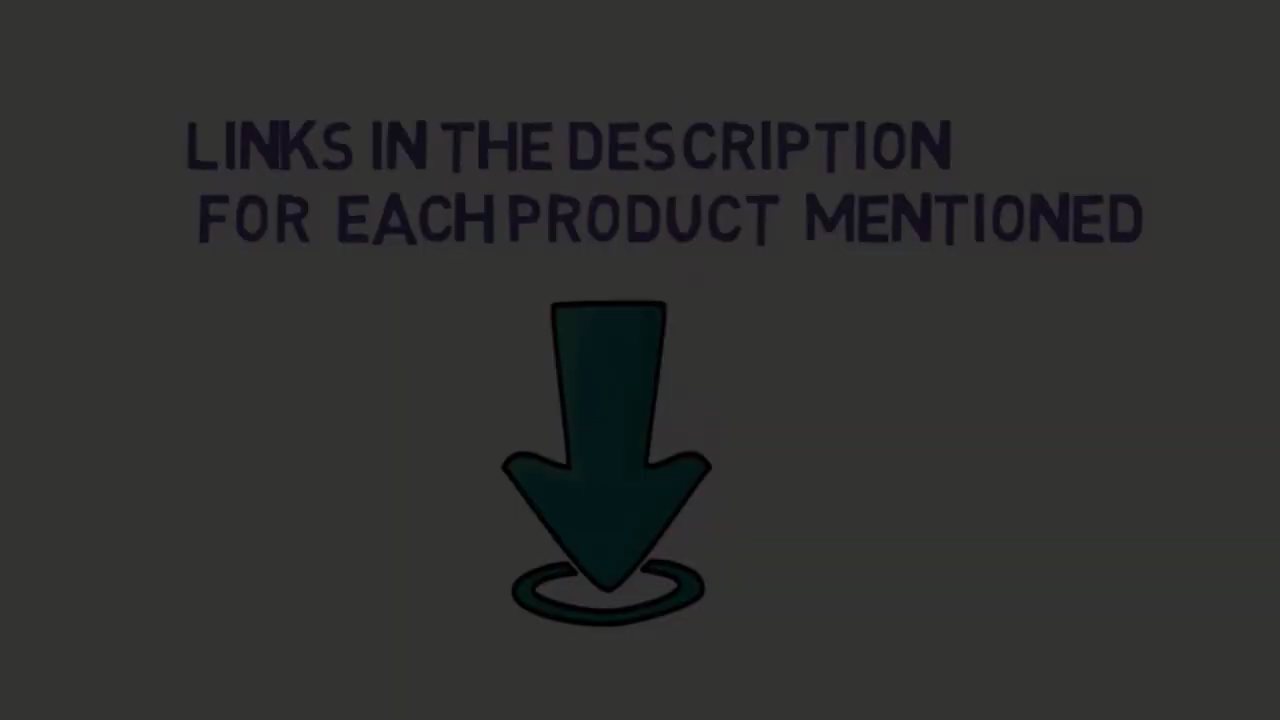 LINKS IN THE DESCRIPTION
FOR EACH PRODUCT MENTIONED